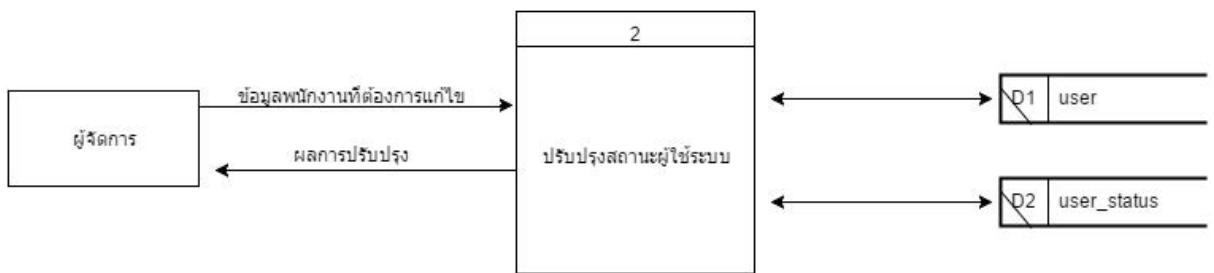 2
ข้อมูลพนักงานที่ต้องการแก้ไข
ผู้จัดการ
ผลการปรับปรุง
ปรับปรุงสถานะผู้ใช้ระบบ
D1 user
D2 user_status